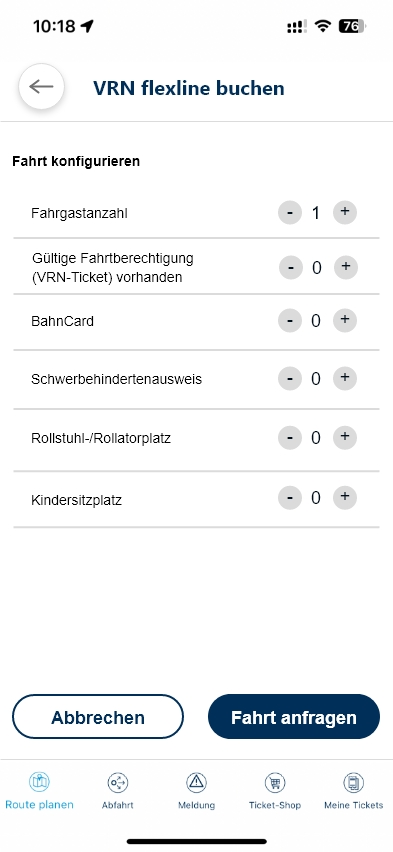 10:18
76
VRN flexline buchen
Fahrt konfigurieren
Fahrgastanzahl - 1 +
Gültige Fahrtberechtigung
(VRN-Ticket) vorhanden - 0 +
BahnCard - 0 +
Schwerbehindertenausweis - 0 +
Rollstuhl-/Rollatorplatz - 0 +
Kindersitzplatz - 0 +
Abbrechen Fahrt anfragen
Route planen Abfahrt Meldung Ticket-Shop Meine Tickets